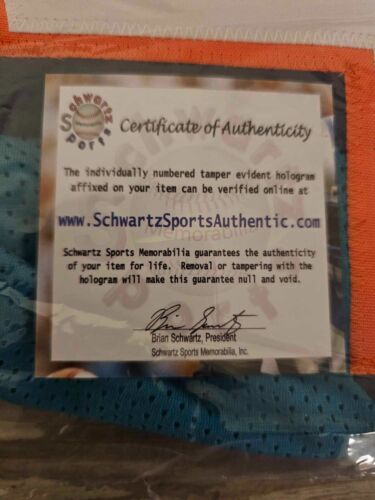 Schwartz
Sports
Certificate of Authenticity
The individually numbered tamper evident hologram
affixed on your item can be verified online at
www.SchwartzSportsAuthentic.com
Memorabilia
Schwartz Sports Memorabilia guarantees the authenticity
of your item for life. Removal or tampering with the
hologram will make this guarantee null and void.
Brian Schwartz, President
Schwartz Sports Memorabilia, Inc.